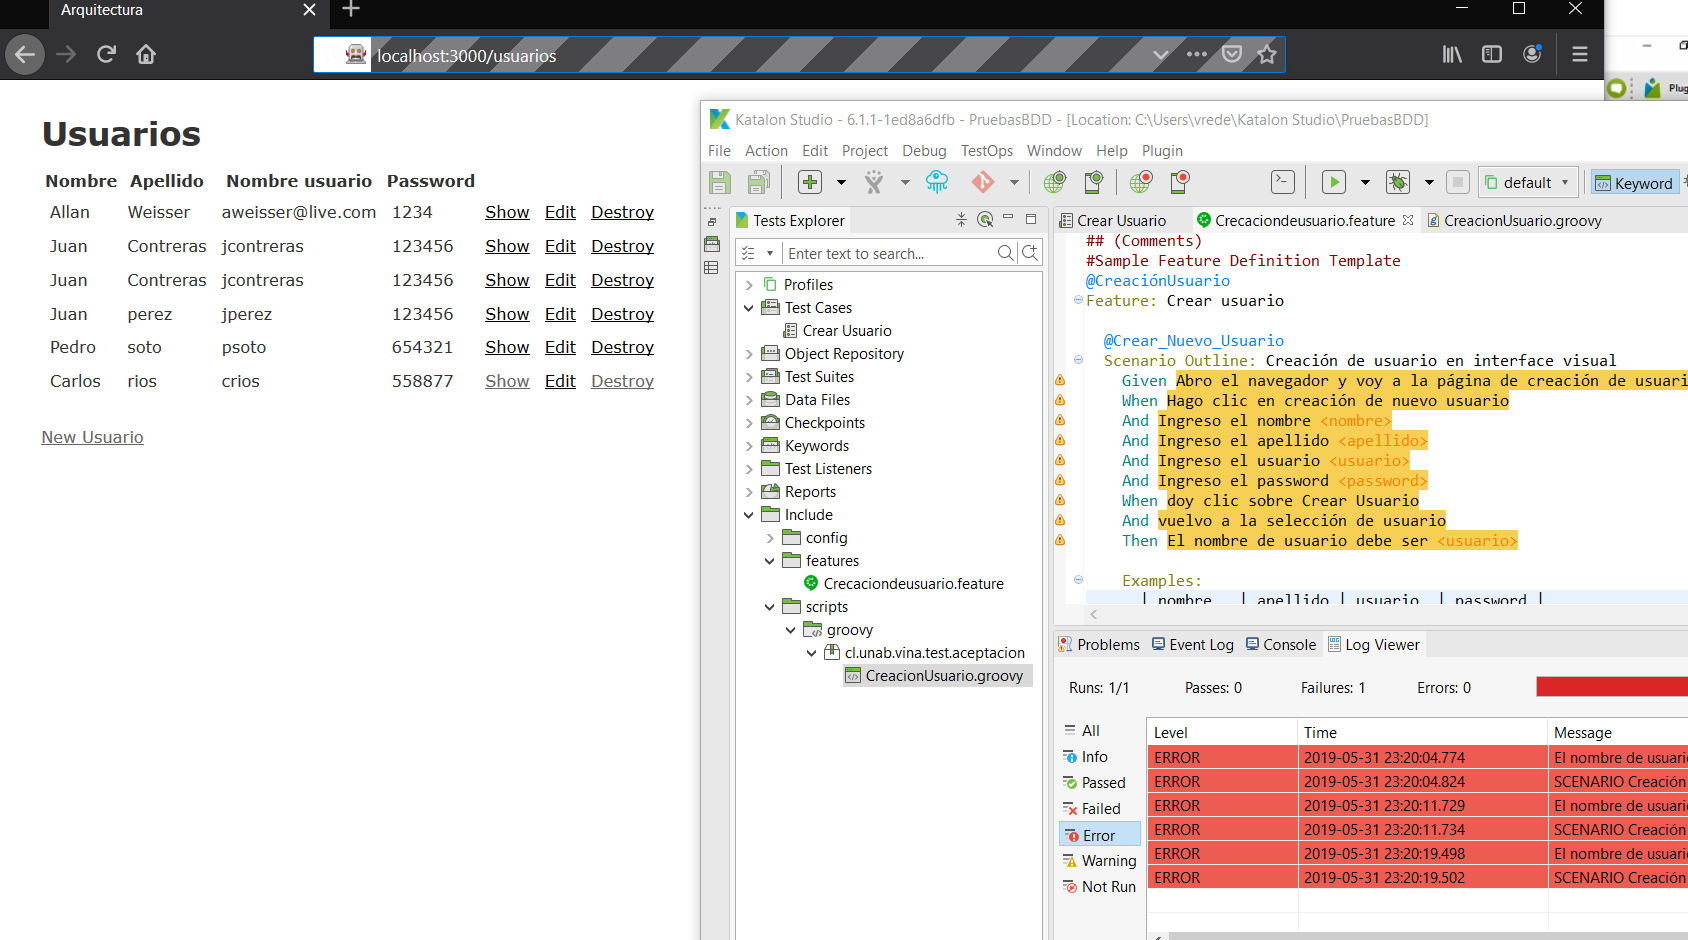 Arquitectura
localhost:3000/usuarios
Usuarios
Nombre Apellido Nombre usuario Password
Allan Weisser aweisser@live.com 1234 Show Edit Destroy
Juan Contreras jcontreras 123456 Show Edit Destroy
Juan Contreras jcontreras 123456 Show Edit Destroy
Juan perez jperez 123456 Show Edit Destroy
Pedro soto psoto 654321 Show Edit Destroy
Carlos rios crios 558877 Show Edit Destroy
New Usuario
Plug
Katalon Studio - 6.1.1-1ed8a6dfb - PruebasBDD - [Location: C:\Users\vrede\Katalon Studio\PruebasBDD]
File Action Edit Project Debug TestOps Window Help Plugin
default Keyword
Tests Explorer
Enter text to search...
Profiles
Test Cases
Crear Usuario
Object Repository
Test Suites
Data Files
Checkpoints
Keywords
Test Listeners
Reports
Include
config
features
Crecaciondeusuario.feature
scripts
groovy
cl.unab.vina.test.aceptacion
CreacionUsuario.groovy
Crear Usuario Crecaciondeusuario.feature CreacionUsuario.groovy
## (Comments)
#Sample Feature Definition Template
@CreaciónUsuario
Feature: Crear usuario
@Crear_Nuevo_Usuario
Scenario Outline: Creación de usuario en interface visual
Given Abro el navegador y voy a la página de creación de usuari
When Hago clic en creación de nuevo usuario
And Ingreso el nombre <nombre>
And Ingreso el apellido <apellido>
And Ingreso el usuario <usuario>
And Ingreso el password <password>
When doy clic sobre Crear Usuario
And vuelvo a la selección de usuario
Then El nombre de usuario debe ser <usuario>
Examples:
| nombre | apellido | usuario | password |
Problems Event Log Console Log Viewer
Runs: 1/1 Passes: 0 Failures: 1 Errors: 0
All
Info
Passed
Failed
Error
Warning
Not Run
Level Time Message
ERROR 2019-05-31 23:20:04.774 El nombre de usuari
ERROR 2019-05-31 23:20:04.824 SCENARIO Creación
ERROR 2019-05-31 23:20:11.729 El nombre de usuari
ERROR 2019-05-31 23:20:11.734 SCENARIO Creación
ERROR 2019-05-31 23:20:19.498 El nombre de usuari
ERROR 2019-05-31 23:20:19.502 SCENARIO Creación